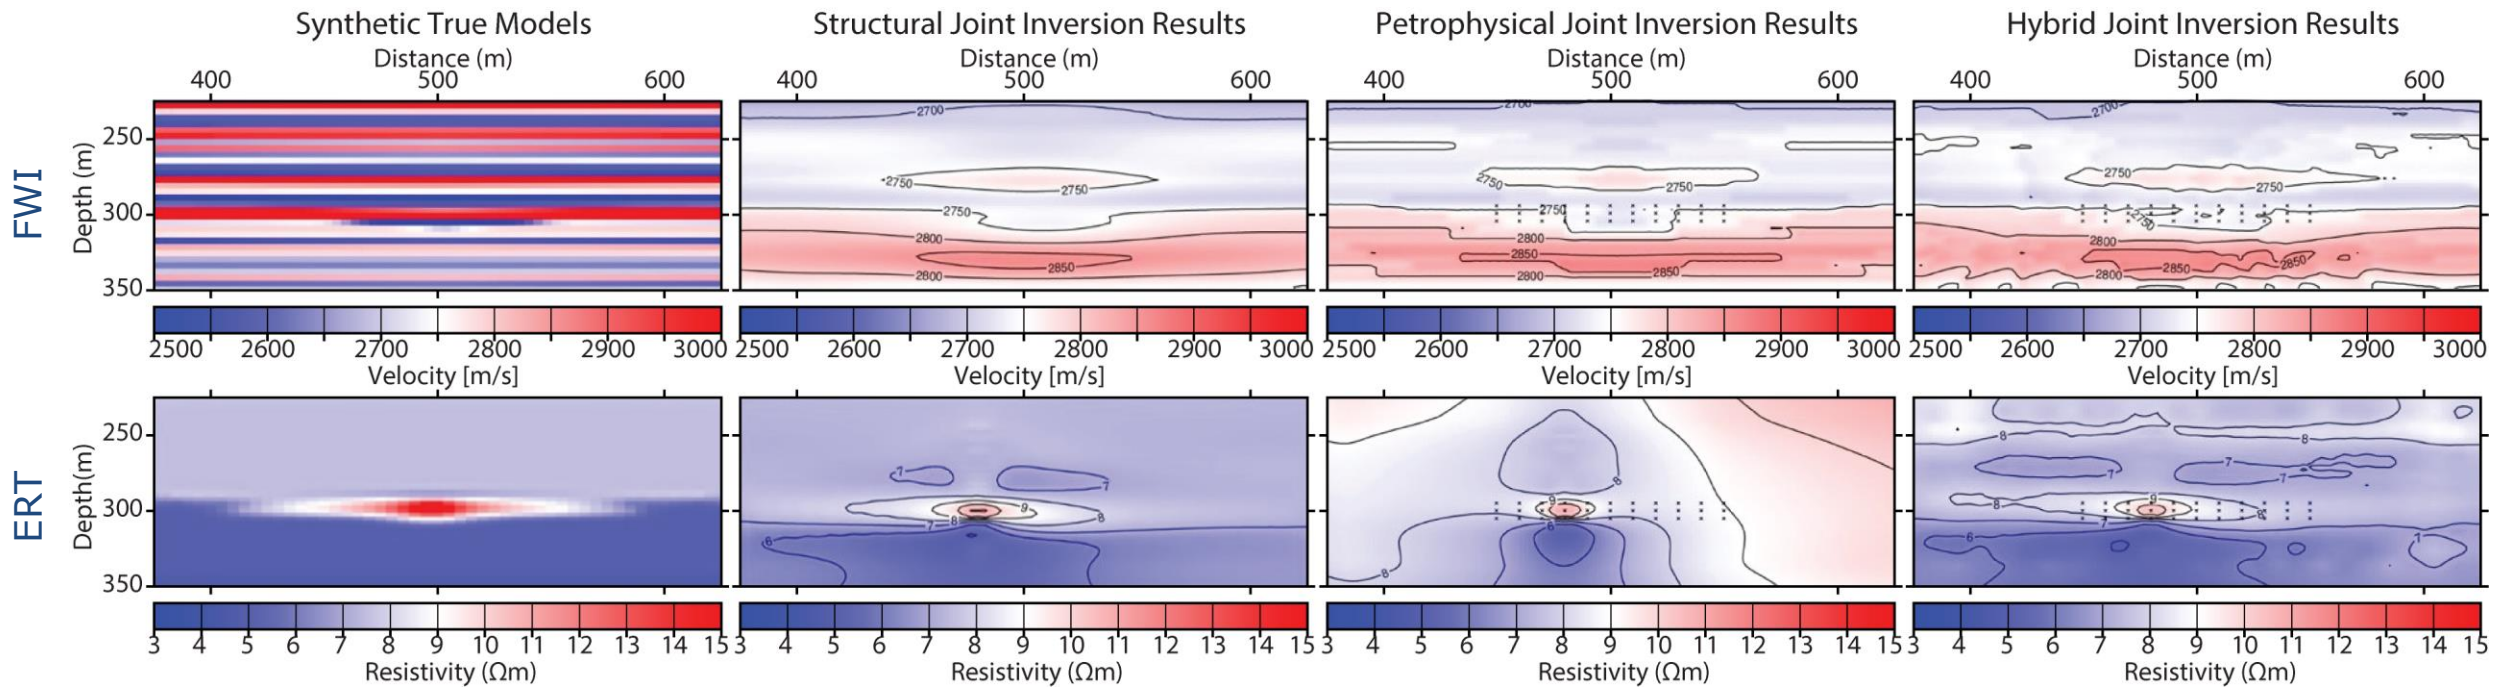 Synthetic True Models Structural Joint Inversion Results Petrophysical Joint Inversion Results Hybrid Joint Inversion Results
Distance (m) Distance (m) Distance (m) Distance (m)
400 500 600 400 500 600 400 500 600 400 500 600
FWI
Depth (m)
250
300
350
2700 2750 2750 2750 2800 2850 2800
2700 2750 2750 2750 2800 2850 2850 2800
2700 2750 2750 2750 2800 2850 2850 2800
2500 2600 2700 2800 2900 3000 2500 2600 2700 2800 2900 3000 2500 2600 2700 2800 2900 3000 2500 2600 2700 2800 2900 3000
Velocity [m/s] Velocity [m/s] Velocity [m/s] Velocity [m/s]
ERT
Depth(m)
250
300
350
7 7 9 8 7 8 6
8 9 6 8
8 8 7 7 7 9 8 8 7 6 7
3 4 5 6 7 8 9 10 11 12 13 14 15 3 4 5 6 7 8 9 10 11 12 13 14 15 3 4 5 6 7 8 9 10 11 12 13 14 15 3 4 5 6 7 8 9 10 11 12 13 14 15
Resistivity (Ωm) Resistivity (Ωm) Resistivity (Ωm) Resistivity (Ωm)